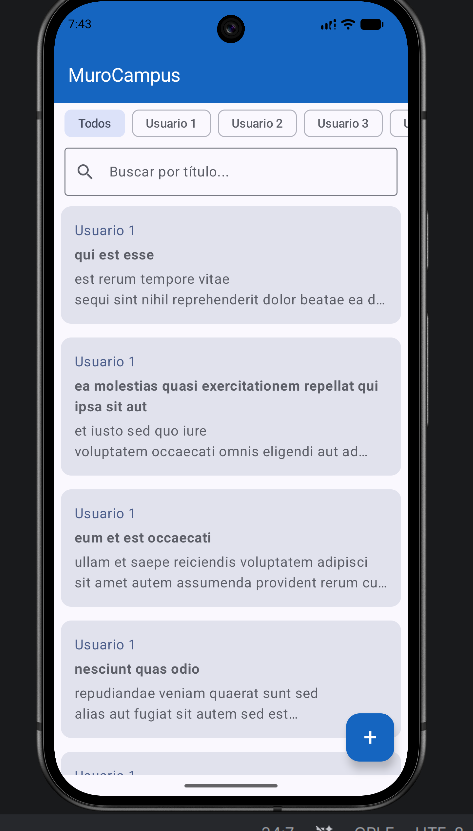 7:43
MuroCampus
Todos
Usuario 1
Usuario 2
Usuario 3
Buscar por título...
Usuario 1
qui est esse
est rerum tempore vitae
sequi sint nihil reprehenderit dolor beatae ea d...
Usuario 1
ea molestias quasi exercitationem repellat qui
ipsa sit aut
et iusto sed quo iure
voluptatem occaecati omnis eligendi aut ad...
Usuario 1
eum et est occaecati
ullam et saepe reiciendis voluptatem adipisci
sit amet autem assumenda provident rerum cu...
Usuario 1
nesciunt quas odio
repudiandae veniam quaerat sunt sed
alias aut fugiat sit autem sed est...
+
Usuario 1